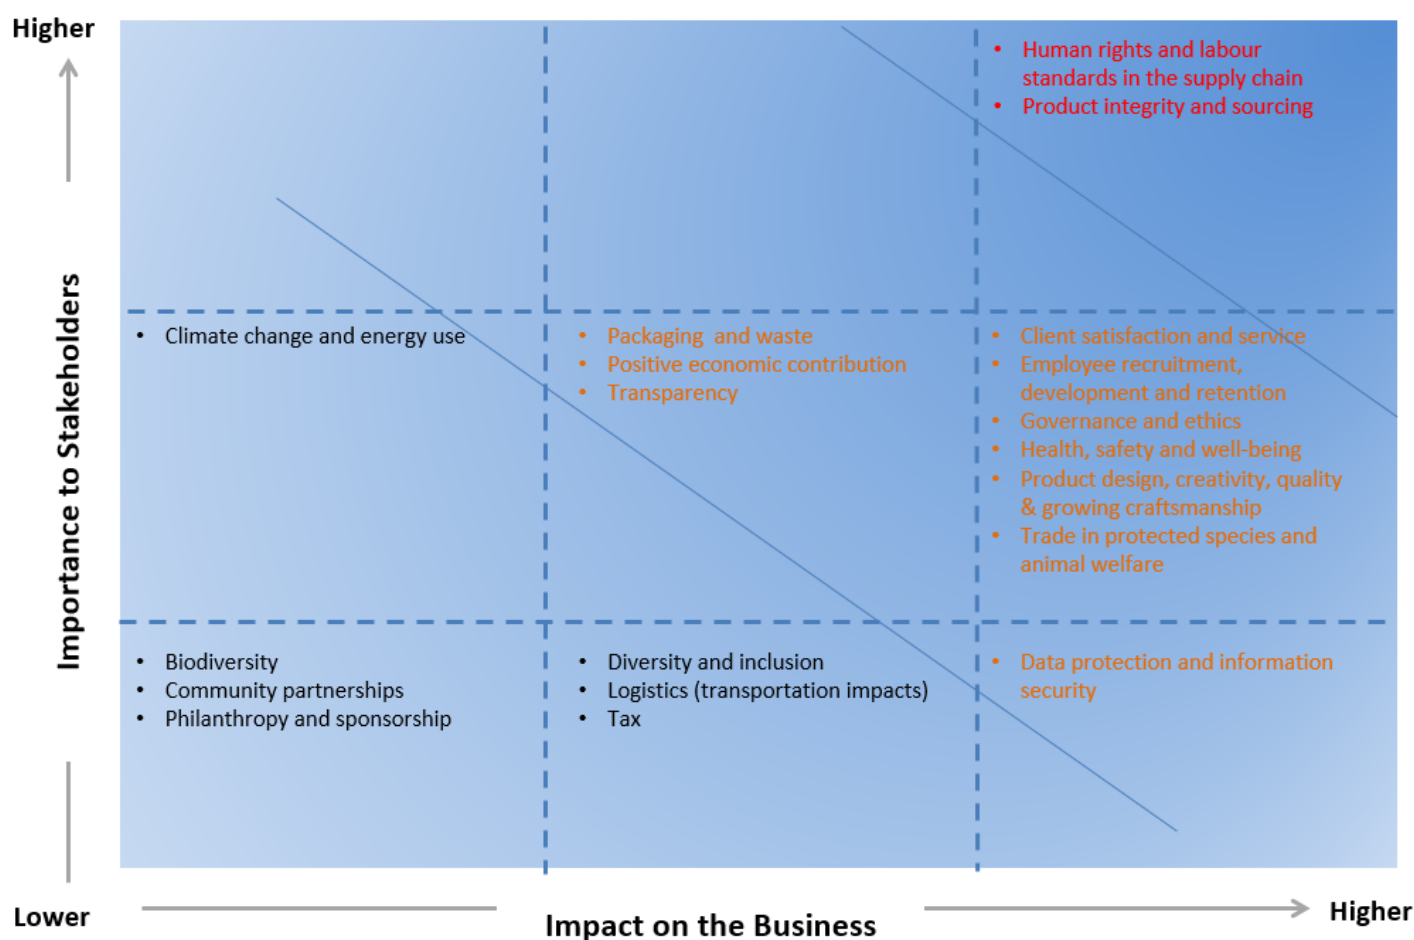 Higher
Importance to Stakeholders
Lower
• Human rights and labour
standards in the supply chain
• Product integrity and sourcing
• Climate change and energy use
• Packaging  and waste
• Positive economic contribution
• Transparency
• Client satisfaction and service
• Employee recruitment,
development and retention
• Governance and ethics
• Health, safety and well-being
• Product design, creativity, quality
& growing craftsmanship
• Trade in protected species and
animal welfare
• Biodiversity
• Community partnerships
• Philanthropy and sponsorship
• Diversity and inclusion
• Logistics (transportation impacts)
• Tax
• Data protection and information
security
Impact on the Business
Higher